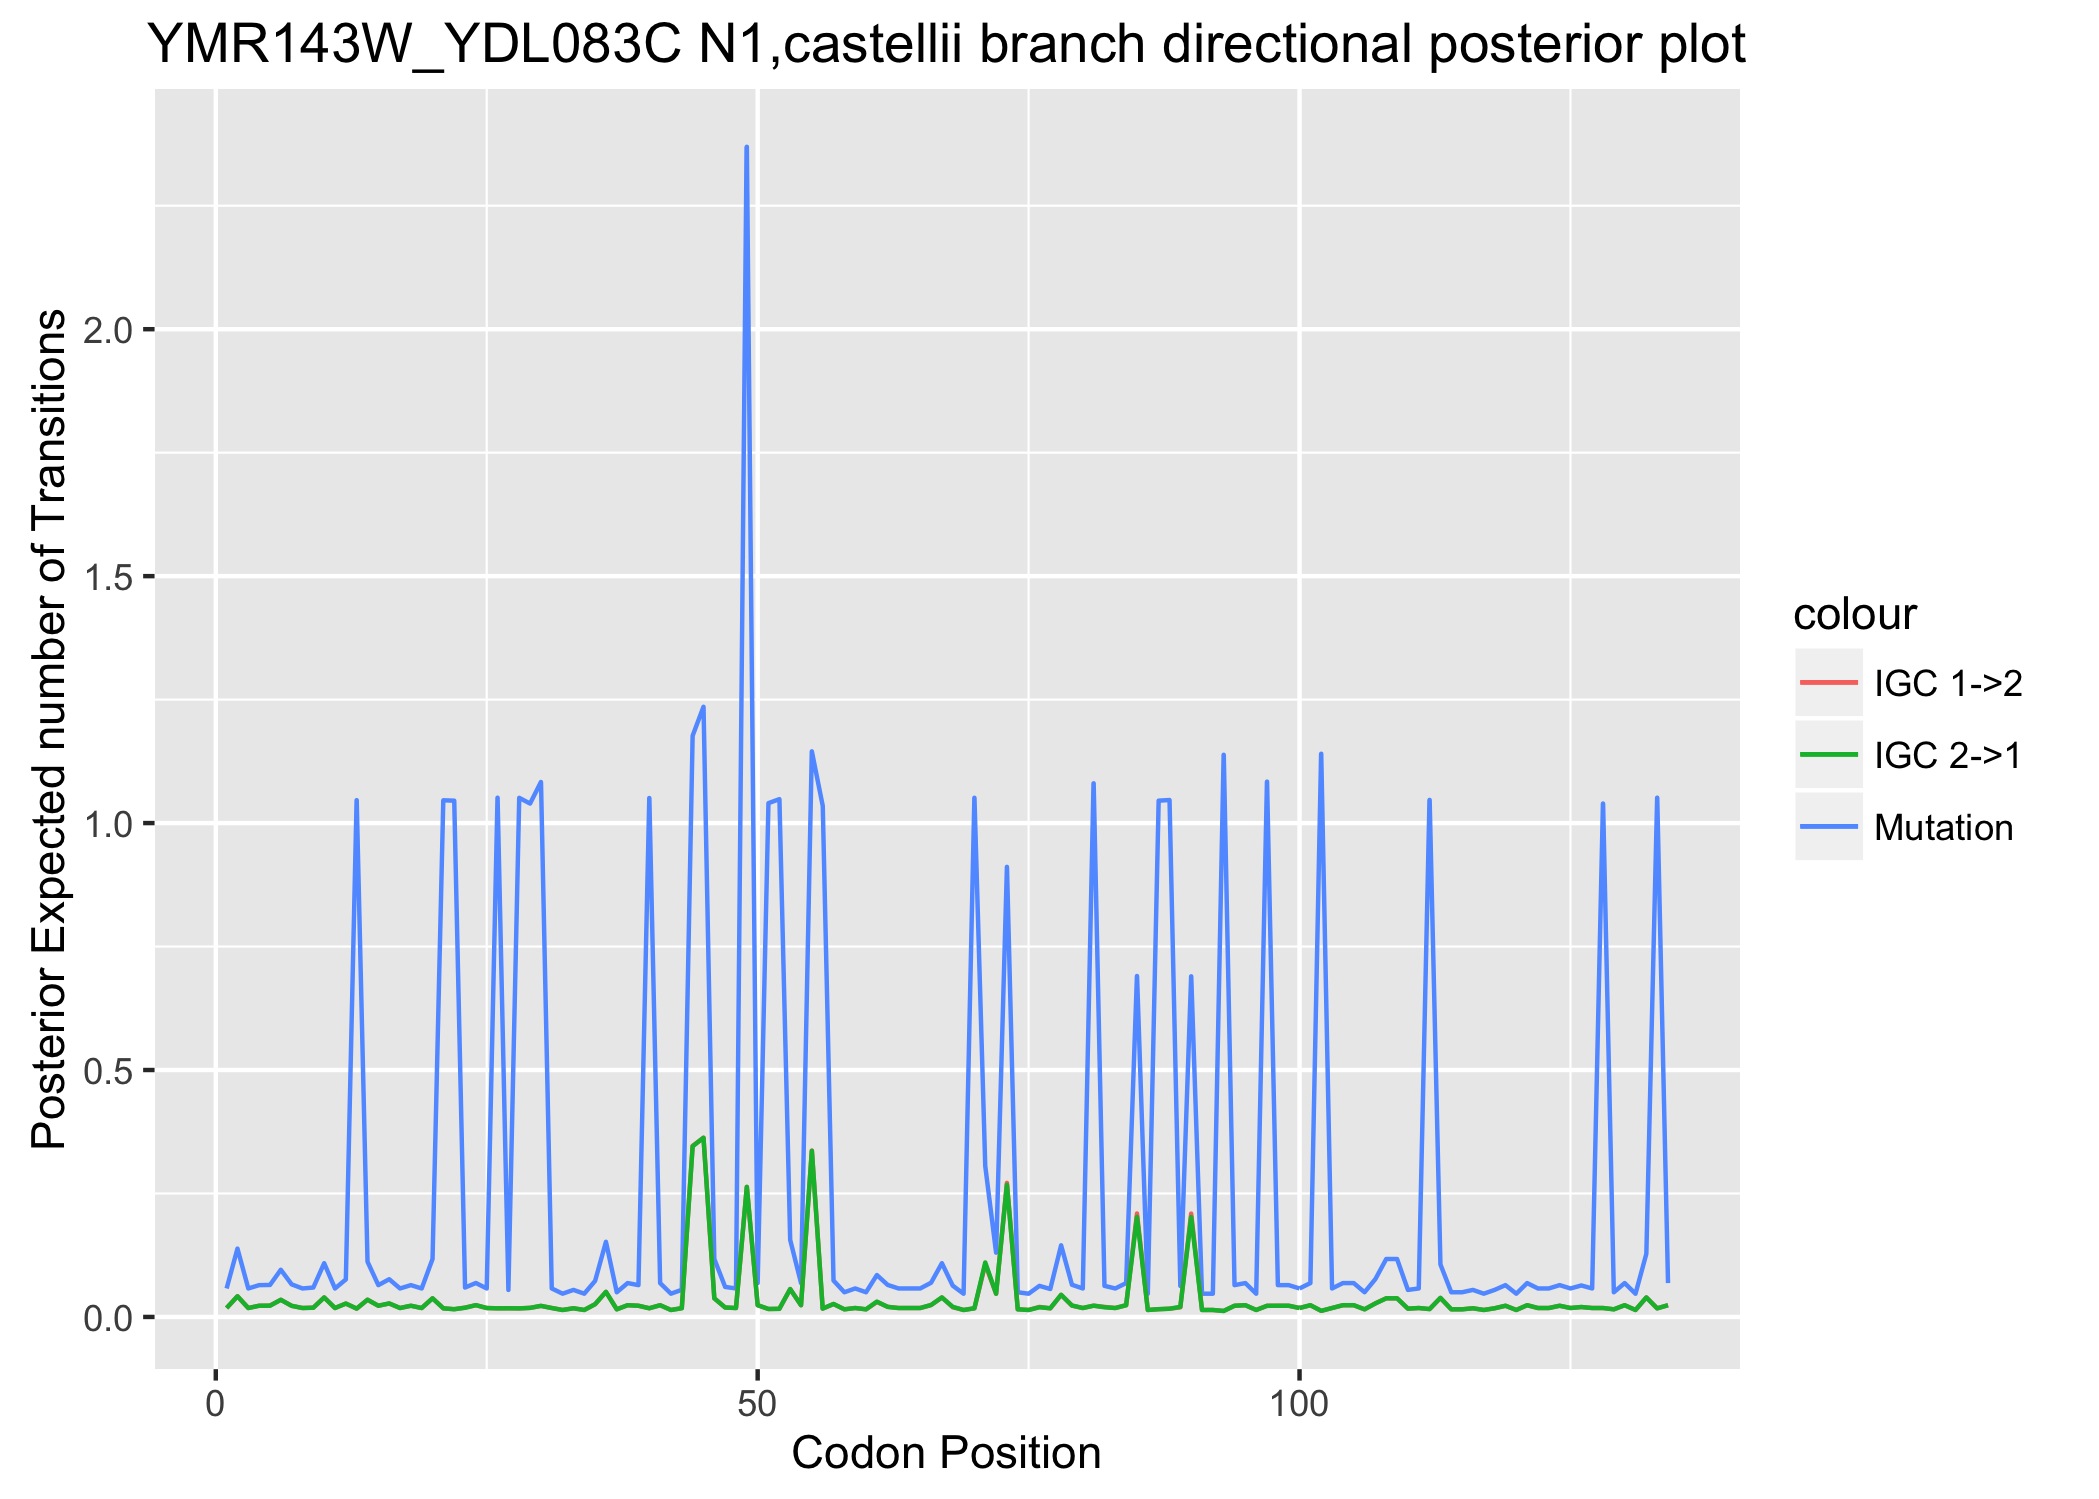 YMR143W_YDL083C N1,castellii branch directional posterior plot
Posterior Expected number of Transitions
2.0
1.5
1.0
0.5
0.0
0
50
100
Codon Position
colour
IGC 1->2
IGC 2->1
Mutation